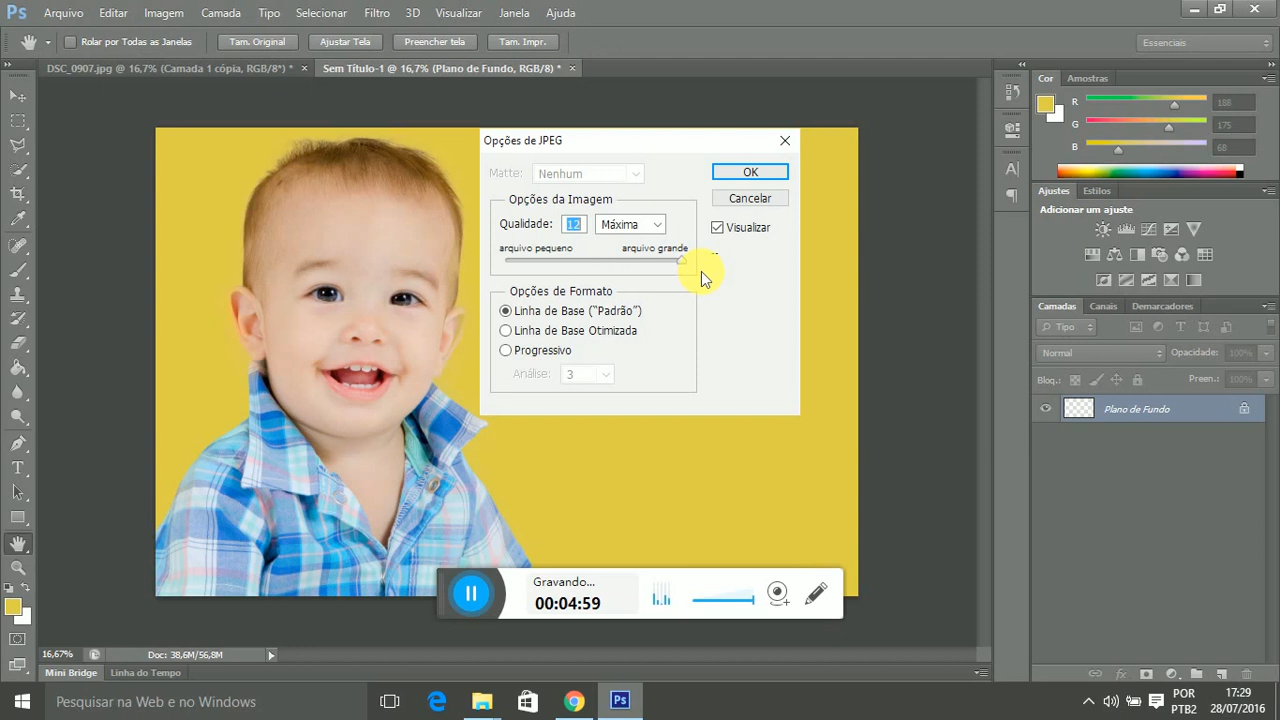 Ps Arquivo Editar Imagem Camada Tipo Selecionar Filtro 3D Visualizar Janela Ajuda
Rolar por Todas as Janelas Tam. Original Ajustar Tela Preencher tela Tam. Impr. Essenciais
DSC_0907.jpg @ 16,7% (Camada 1 cópia, RGB/8*) * × Sem Título-1 @ 16,7% (Plano de Fundo, RGB/8) * ×
Cor Amostras
R 188
G 175
B 68
Opções de JPEG
Matte: Nenhum OK
Opções da Imagem Cancelar
Qualidade: 12 Máxima Visualizar
arquivo pequeno arquivo grande
Opções de Formato
Linha de Base ("Padrão")
Linha de Base Otimizada
Progressivo
Análise: 3
Ajustes Estilos
Adicionar um ajuste
Camadas Canais Demarcadores
Tipo
Normal Opacidade: 100%
Bloq.: Preen.: 100%
Plano de Fundo
Gravando...
00:04:59
16,67% Doc: 38,6M/56,8M
Mini Bridge Linha do Tempo
Pesquisar na Web e no Windows Ps POR 17:29
PTB2 28/07/2016